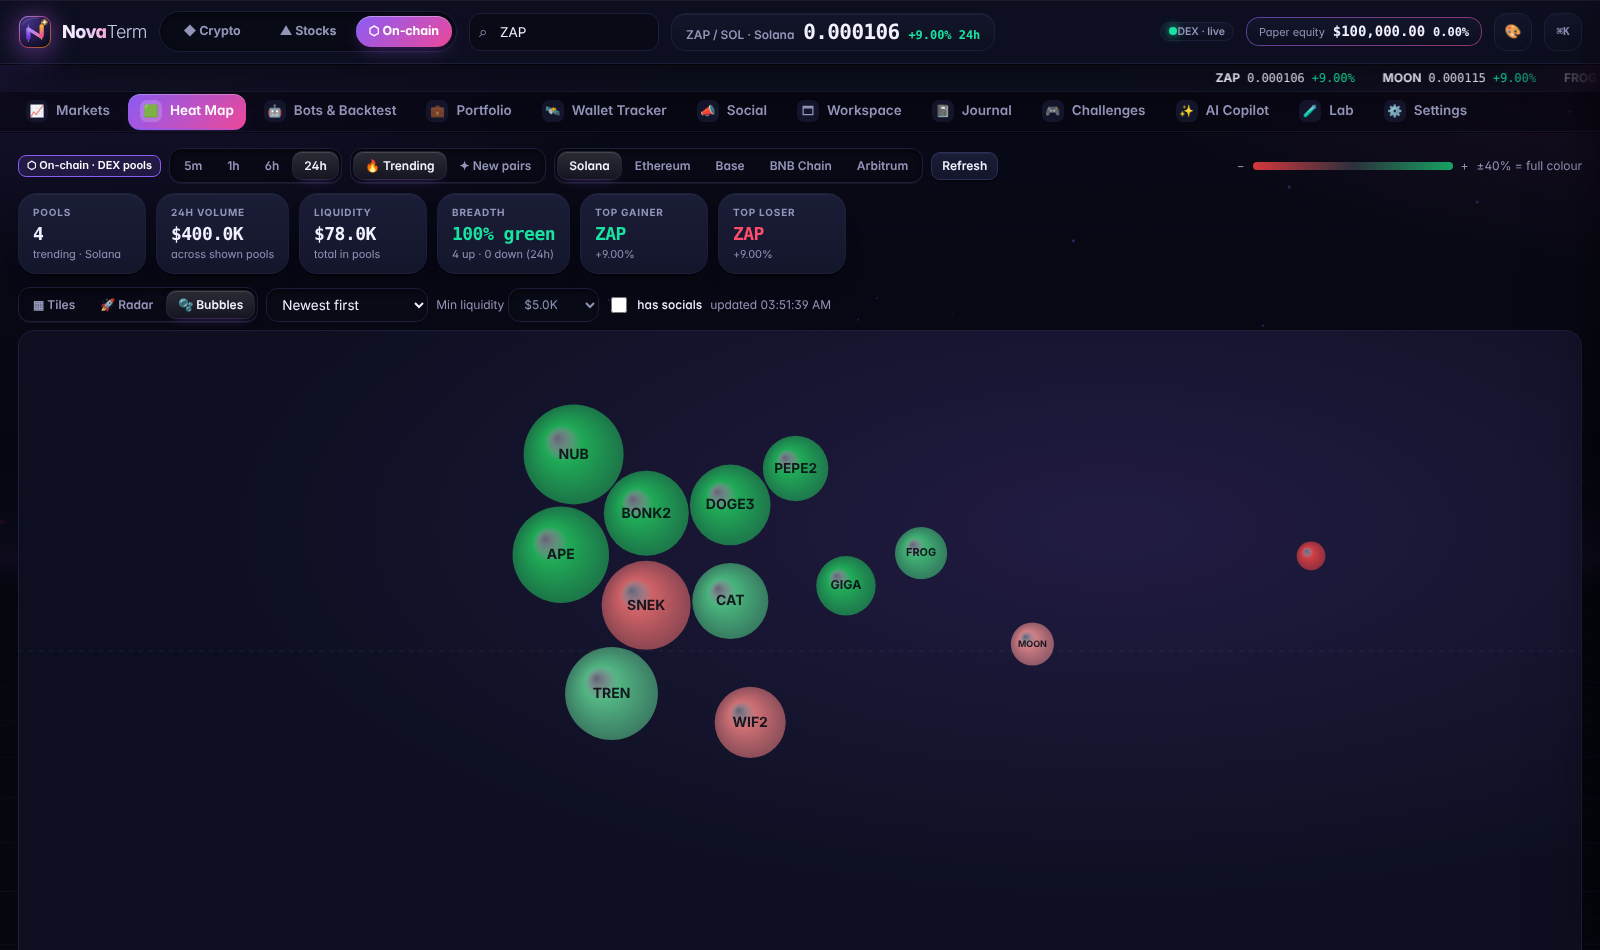 NovaTerm
◆ Crypto
▲ Stocks
⬡ On-chain
⌕ ZAP
ZAP / SOL · Solana 0.000106 +9.00% 24h
DEX · live
Paper equity $100,000.00 0.00%
⌘K
ZAP 0.000106 +9.00% MOON 0.000115 +9.00% FROG
Markets
Heat Map
Bots & Backtest
Portfolio
Wallet Tracker
Social
Workspace
Journal
Challenges
AI Copilot
Lab
Settings
⬡ On-chain · DEX pools
5m 1h 6h 24h
🔥 Trending ✦ New pairs
Solana Ethereum Base BNB Chain Arbitrum
Refresh
− + ±40% = full colour
POOLS
4
trending · Solana
24H VOLUME
$400.0K
across shown pools
LIQUIDITY
$78.0K
total in pools
BREADTH
100% green
4 up · 0 down (24h)
TOP GAINER
ZAP
+9.00%
TOP LOSER
ZAP
+9.00%
▦ Tiles 🚀 Radar 🫧 Bubbles
Newest first
Min liquidity $5.0K
has socials updated 03:51:39 AM
NUB
PEPE2
DOGE3
BONK2
APE
FROG
GIGA
CAT
SNEK
MOON
TREN
WIF2